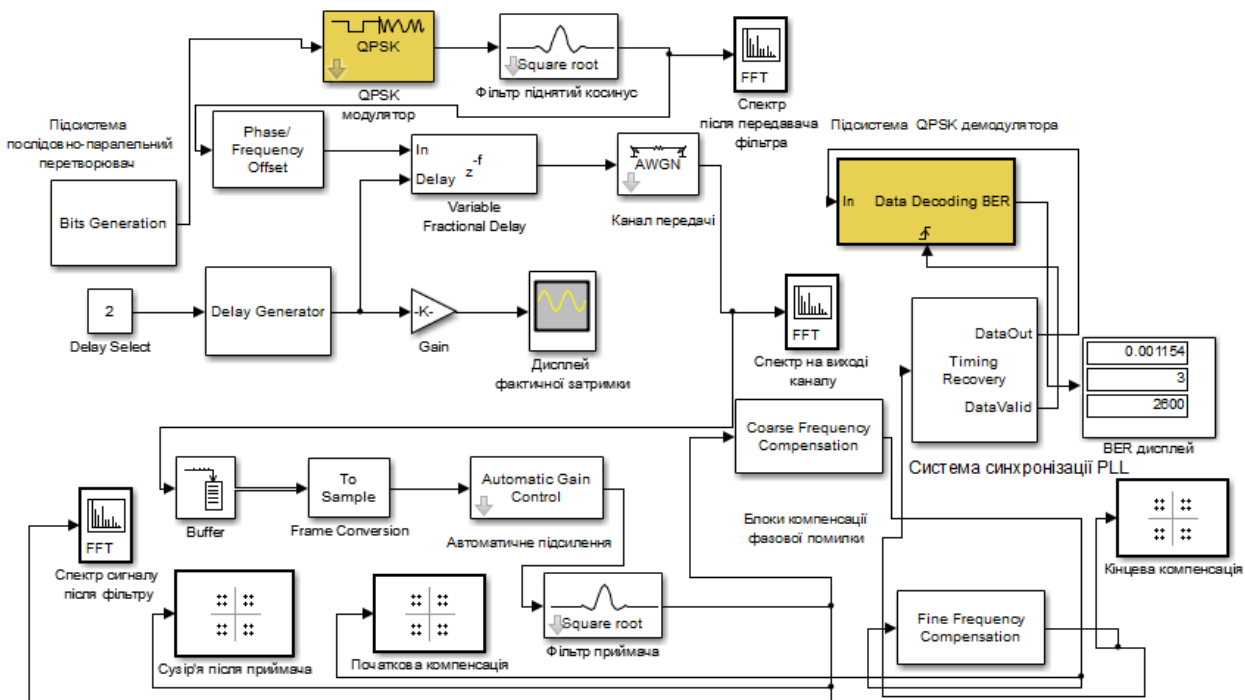 QPSK
QPSK
модулятор
Square root
Фільтр піднятий косинус
FFT
Спектр
після передавача
фільтра
Підсистема
послідовно-паралельний
перетворювач
Bits Generation
Phase/
Frequency
Offset
In
Delay
z
-f
Variable
Fractional Delay
AWGN
Канал передачі
Підсистема QPSK демодулятора
In
Data Decoding BER
2
Delay Select
Delay Generator
-K-
Gain
Дисплей
фактичної затримки
FFT
Спектр на виході
каналу
DataOut
Timing
Recovery
DataValid
Система синхронізації PLL
0.001154
3
2600
BER дисплей
Coarse Frequency
Compensation
Блоки компенсації
фазової помилки
FFT
Спектр сигналу
після фільтру
Buffer
To
Sample
Frame Conversion
Automatic Gain
Control
Автоматичне підсилення
Сузір'я після приймача
Початкова компенсація
Square root
Фільтр приймача
Fine Frequency
Compensation
Кінцева компенсація